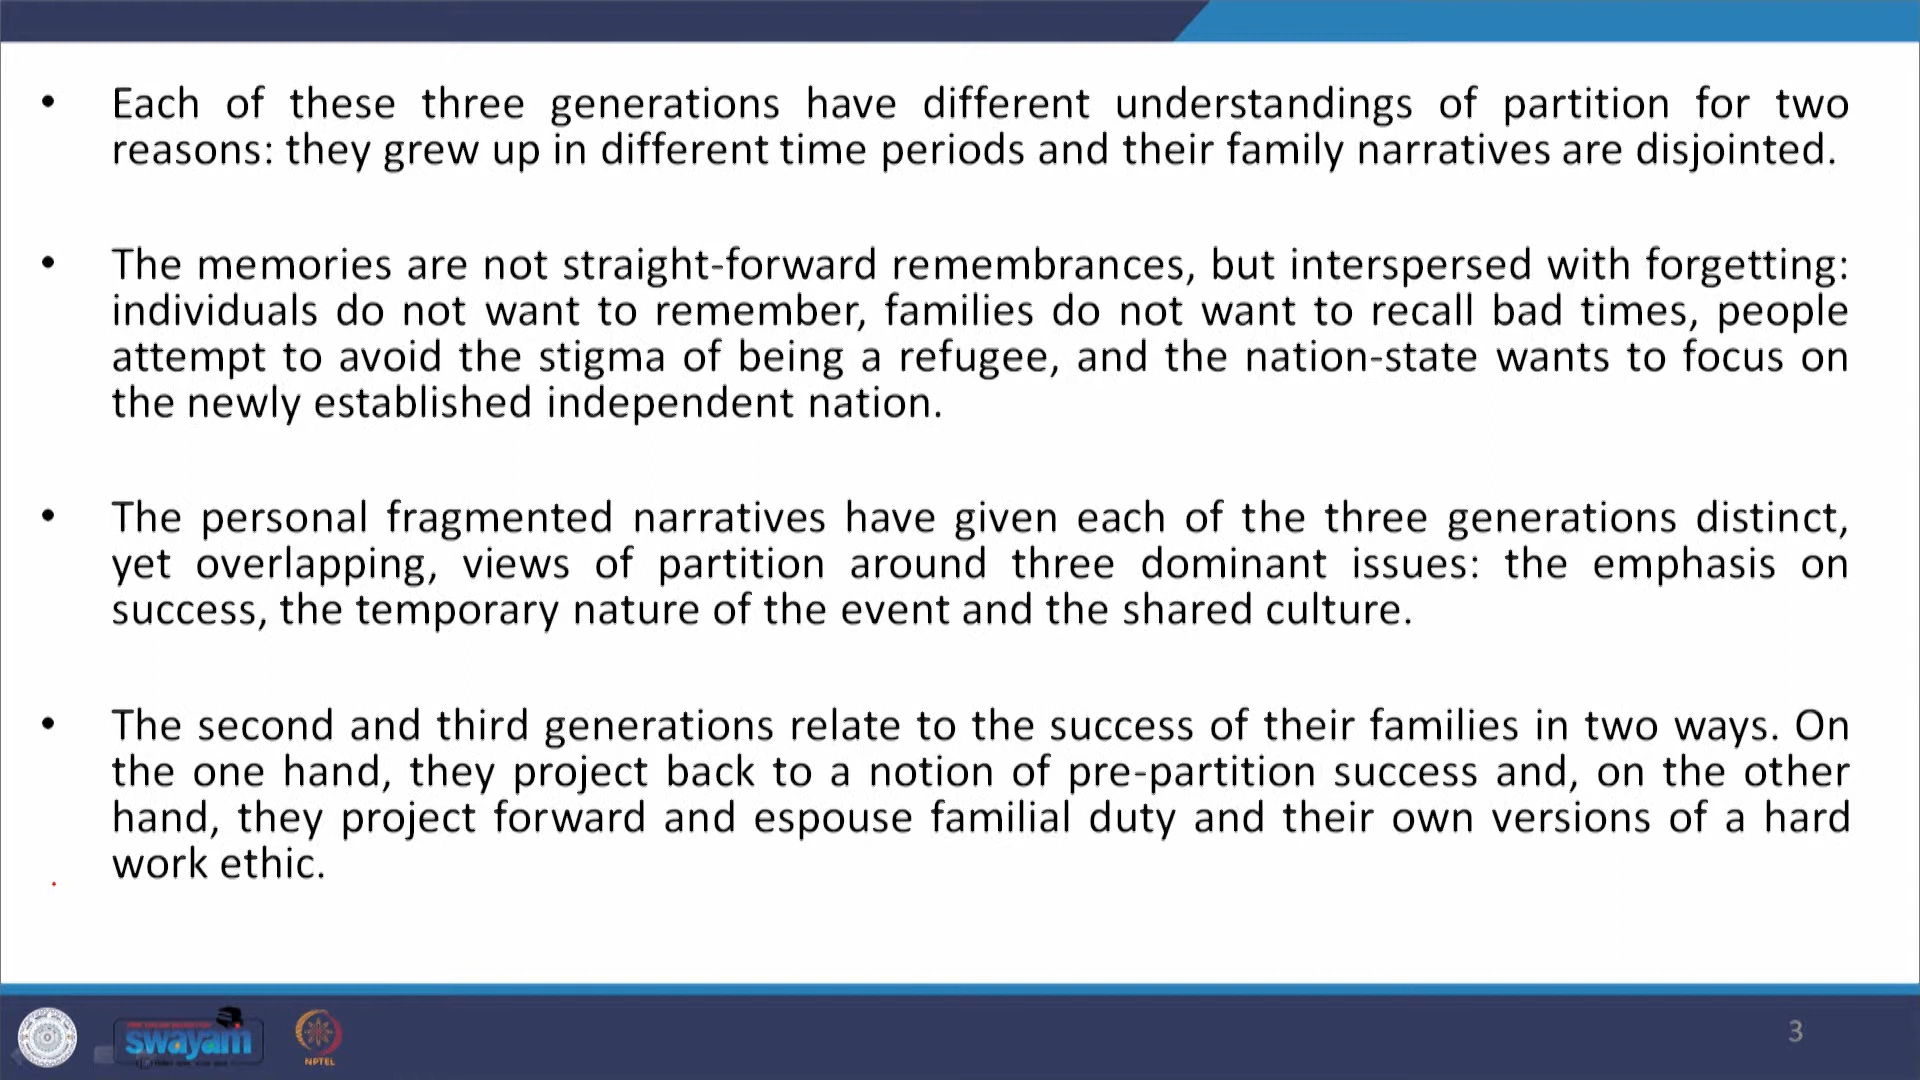 • Each of these three generations have different understandings of partition for two
reasons: they grew up in different time periods and their family narratives are disjointed.
• The memories are not straight-forward remembrances, but interspersed with forgetting:
individuals do not want to remember, families do not want to recall bad times, people
attempt to avoid the stigma of being a refugee, and the nation-state wants to focus on
the newly established independent nation.
• The personal fragmented narratives have given each of the three generations distinct,
yet overlapping, views of partition around three dominant issues: the emphasis on
success, the temporary nature of the event and the shared culture.
• The second and third generations relate to the success of their families in two ways. On
the one hand, they project back to a notion of pre-partition success and, on the other
hand, they project forward and espouse familial duty and their own versions of a hard
work ethic.
swayam
NPTEL
3